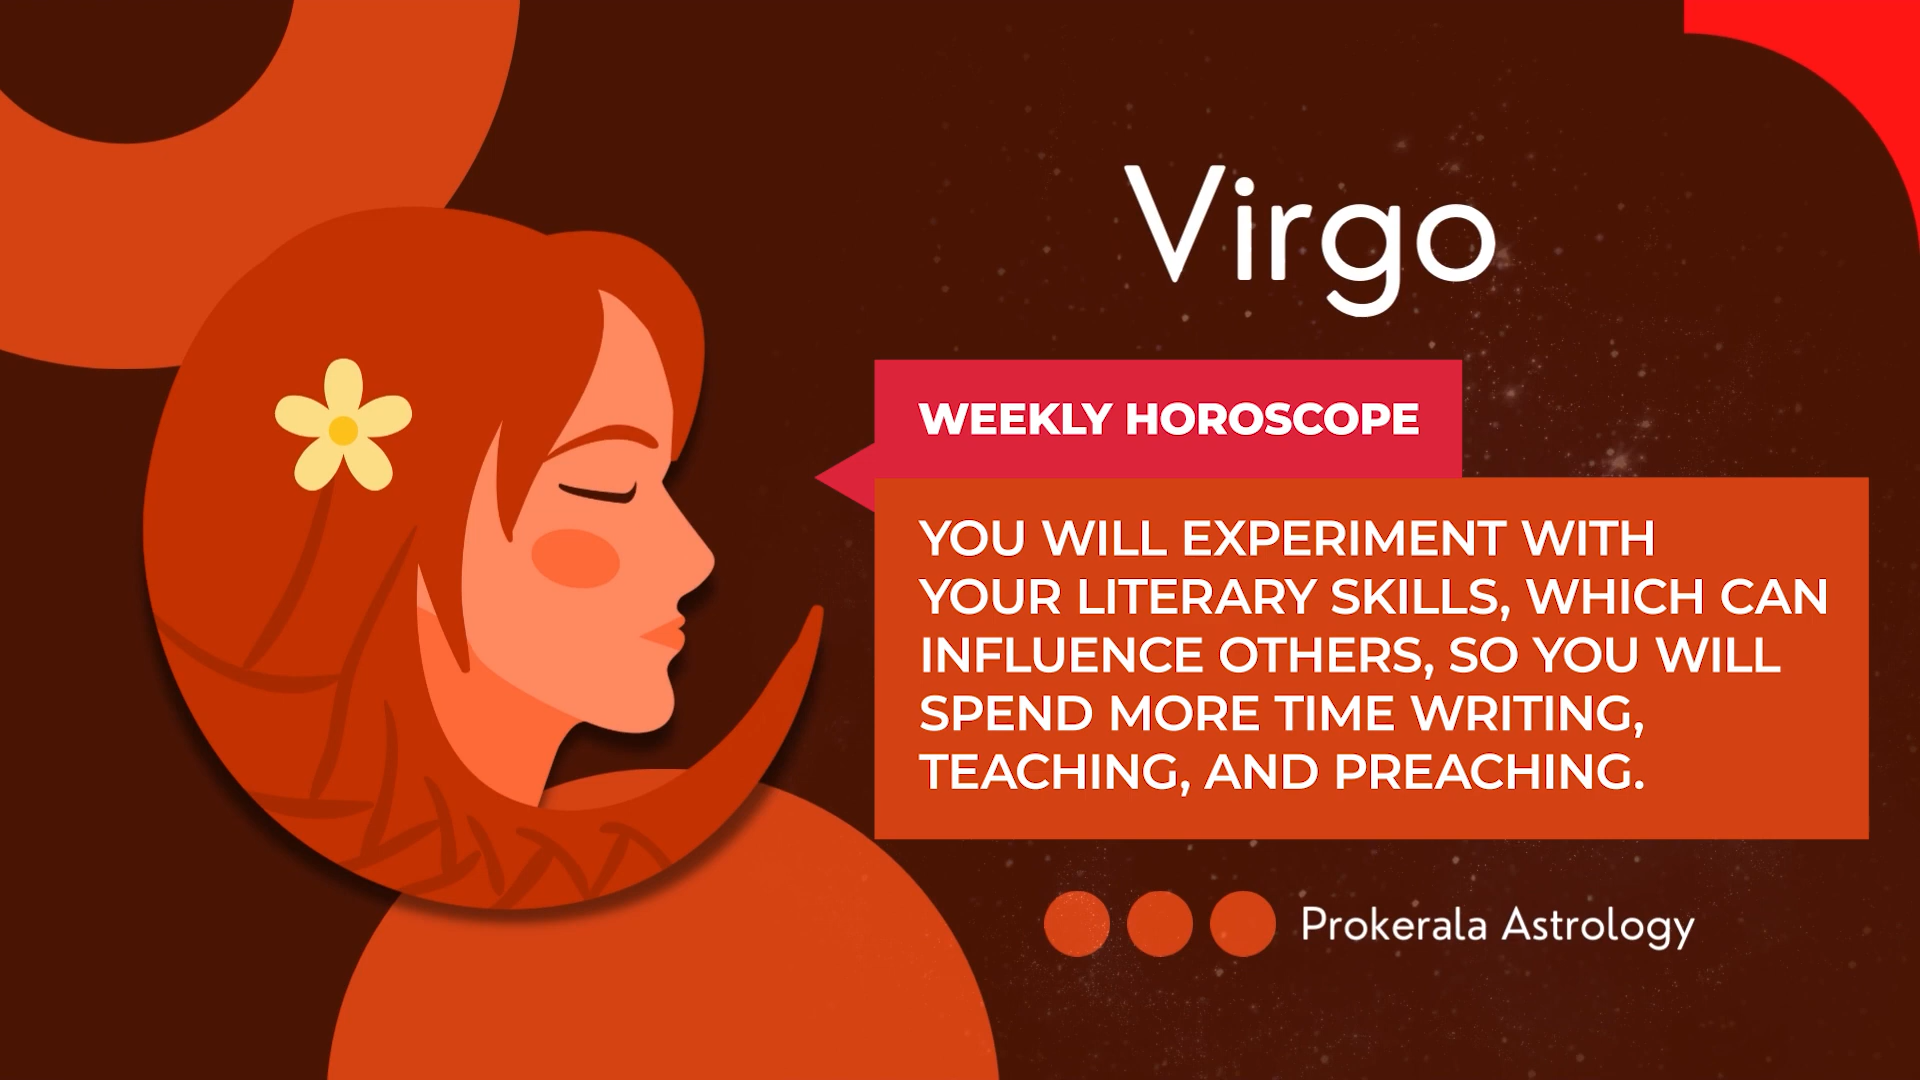 Virgo
WEEKLY HOROSCOPE
YOU WILL EXPERIMENT WITH
YOUR LITERARY SKILLS, WHICH CAN
INFLUENCE OTHERS, SO YOU WILL
SPEND MORE TIME WRITING,
TEACHING, AND PREACHING.
Prokerala Astrology